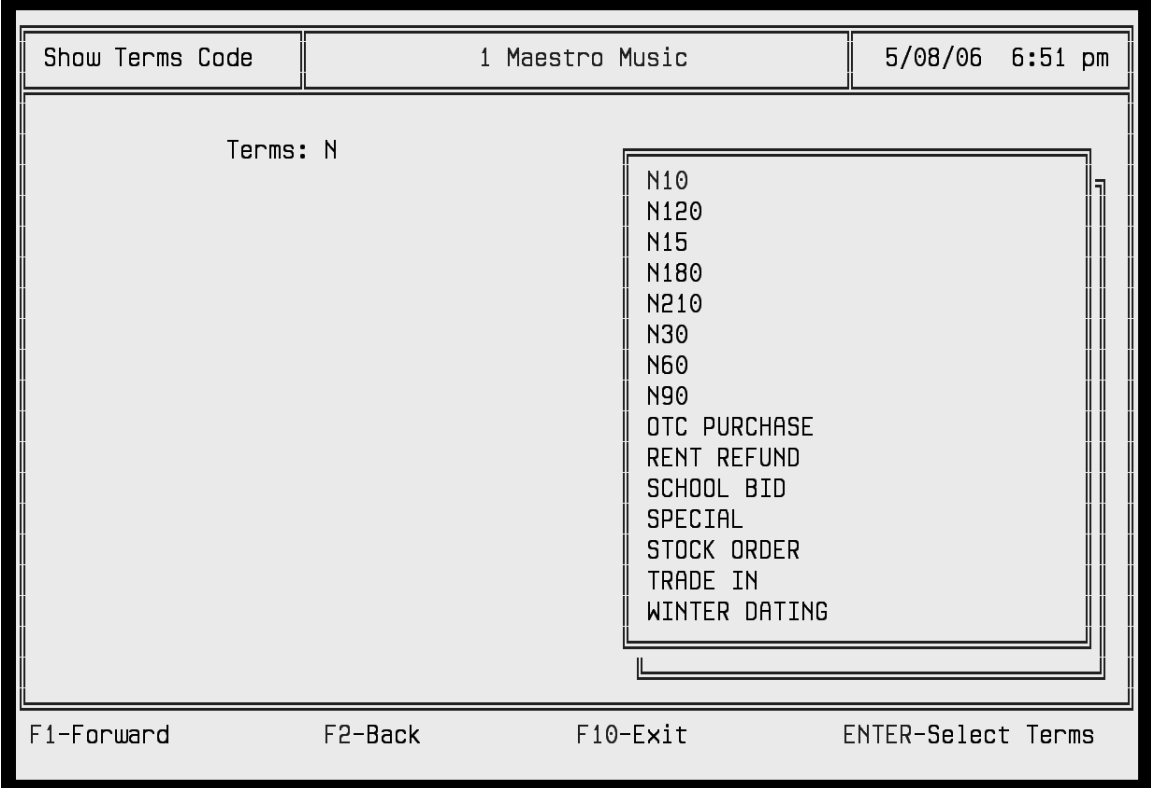 Show Terms Code 1 Maestro Music 5/08/06 6:51 pm
Terms: N
N10
N120
N15
N180
N210
N30
N60
N90
OTC PURCHASE
RENT REFUND
SCHOOL BID
SPECIAL
STOCK ORDER
TRADE IN
WINTER DATING
F1-Forward F2-Back F10-Exit ENTER-Select Terms